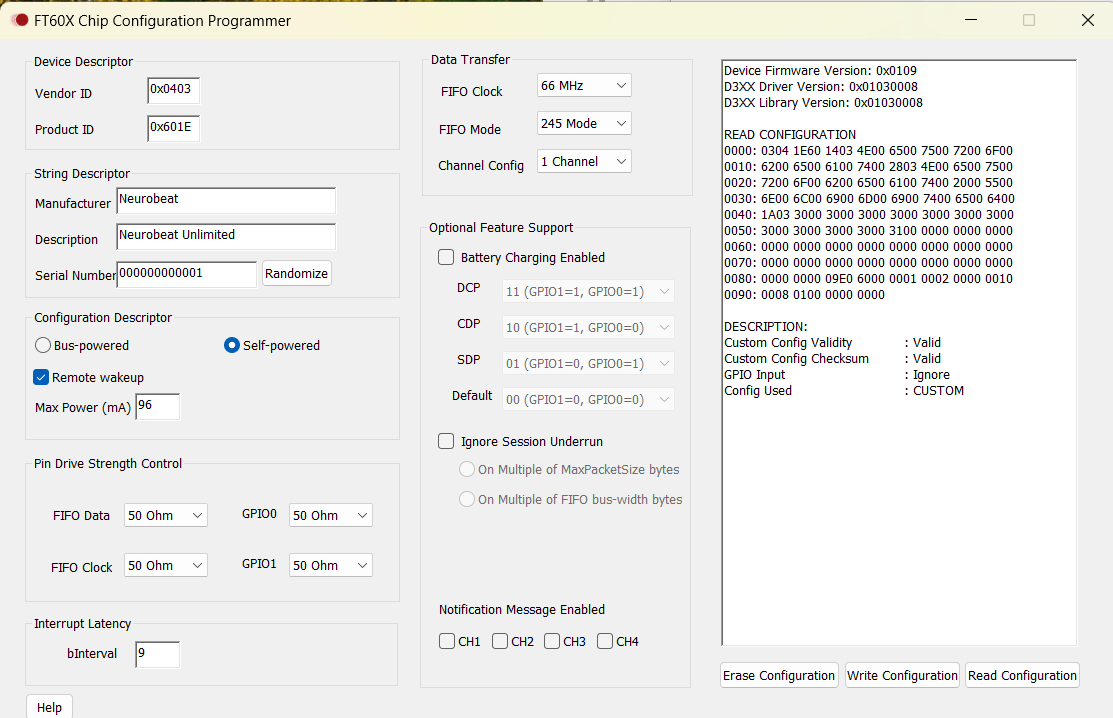 FT60X Chip Configuration Programmer
Device Descriptor
Vendor ID 0x0403
Product ID 0x601E
String Descriptor
Manufacturer Neurobeat
Description Neurobeat Unlimited
Serial Number 000000000001 Randomize
Configuration Descriptor
Bus-powered Self-powered
Remote wakeup
Max Power (mA) 96
Pin Drive Strength Control
FIFO Data 50 Ohm GPIO0 50 Ohm
FIFO Clock 50 Ohm GPIO1 50 Ohm
Interrupt Latency
bInterval 9
Help
Data Transfer
FIFO Clock 66 MHz
FIFO Mode 245 Mode
Channel Config 1 Channel
Optional Feature Support
Battery Charging Enabled
DCP 11 (GPIO1=1, GPIO0=1)
CDP 10 (GPIO1=1, GPIO0=0)
SDP 01 (GPIO1=0, GPIO0=1)
Default 00 (GPIO1=0, GPIO0=0)
Ignore Session Underrun
On Multiple of MaxPacketSize bytes
On Multiple of FIFO bus-width bytes
Notification Message Enabled
CH1 CH2 CH3 CH4
Device Firmware Version: 0x0109
D3XX Driver Version: 0x01030008
D3XX Library Version: 0x01030008
READ CONFIGURATION
0000: 0304 1E60 1403 4E00 6500 7500 7200 6F00
0010: 6200 6500 6100 7400 2803 4E00 6500 7500
0020: 7200 6F00 6200 6500 6100 7400 2000 5500
0030: 6E00 6C00 6900 6D00 6900 7400 6500 6400
0040: 1A03 3000 3000 3000 3000 3000 3000 3000
0050: 3000 3000 3000 3000 3100 0000 0000 0000
0060: 0000 0000 0000 0000 0000 0000 0000 0000
0070: 0000 0000 0000 0000 0000 0000 0000 0000
0080: 0000 0000 09E0 6000 0001 0002 0000 0010
0090: 0008 0100 0000 0000
DESCRIPTION:
Custom Config Validity : Valid
Custom Config Checksum : Valid
GPIO Input : Ignore
Config Used : CUSTOM
Erase Configuration Write Configuration Read Configuration